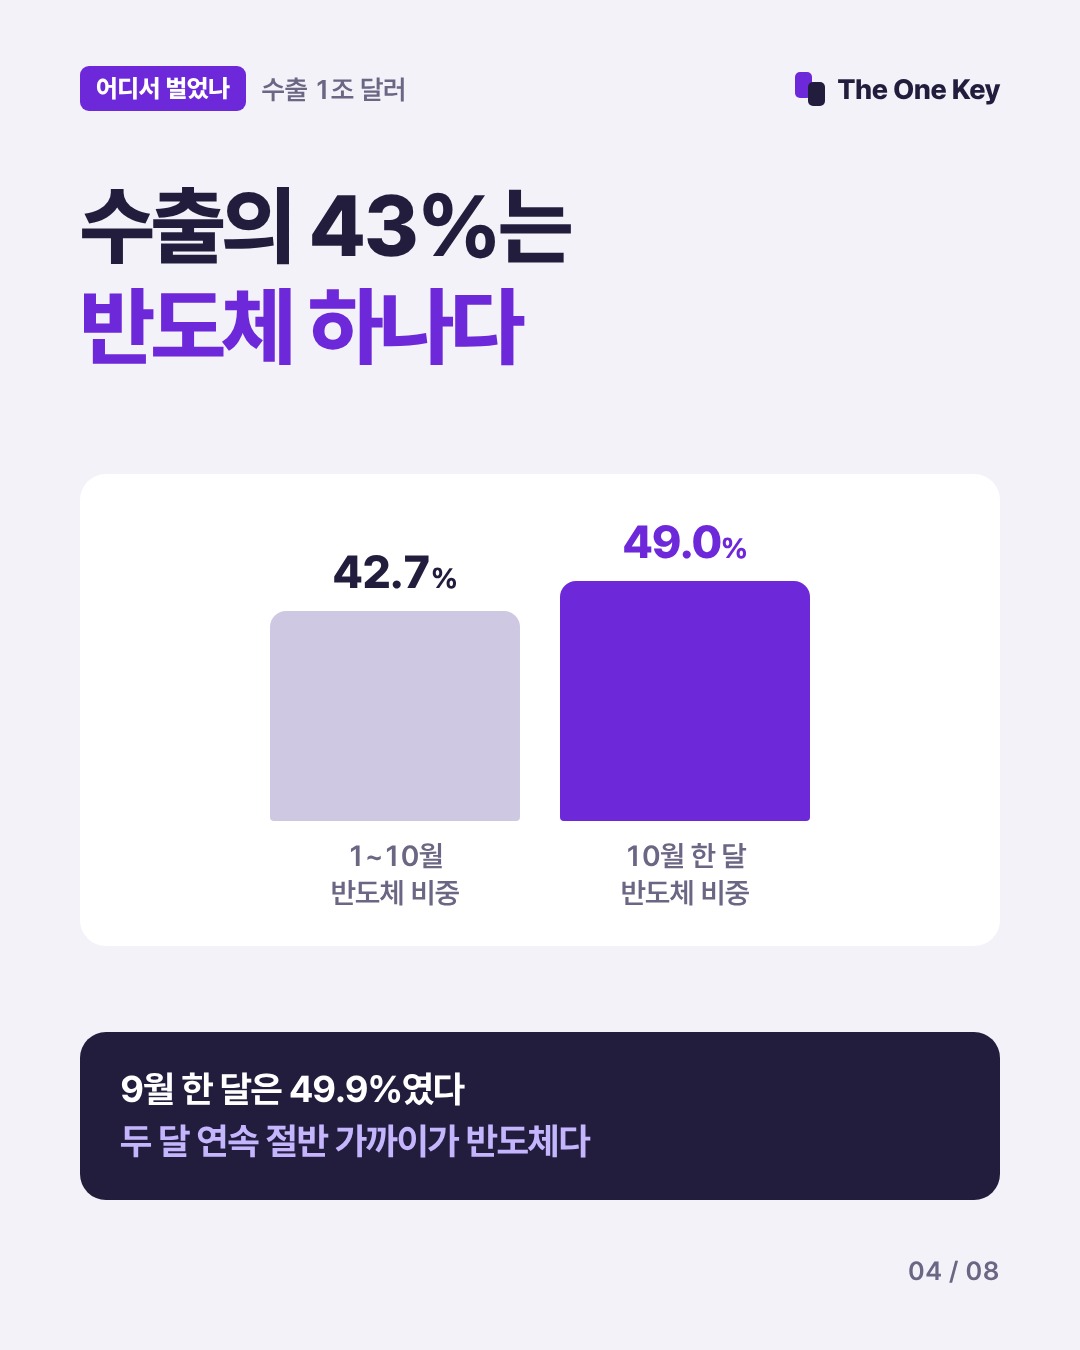 어디서 벌었나 수출 1조 달러
The One Key
수출의 43%는
반도체 하나다
42.7%
49.0%
1~10월
반도체 비중
10월 한 달
반도체 비중
9월 한 달은 49.9%였다
두 달 연속 절반 가까이가 반도체다
04 / 08